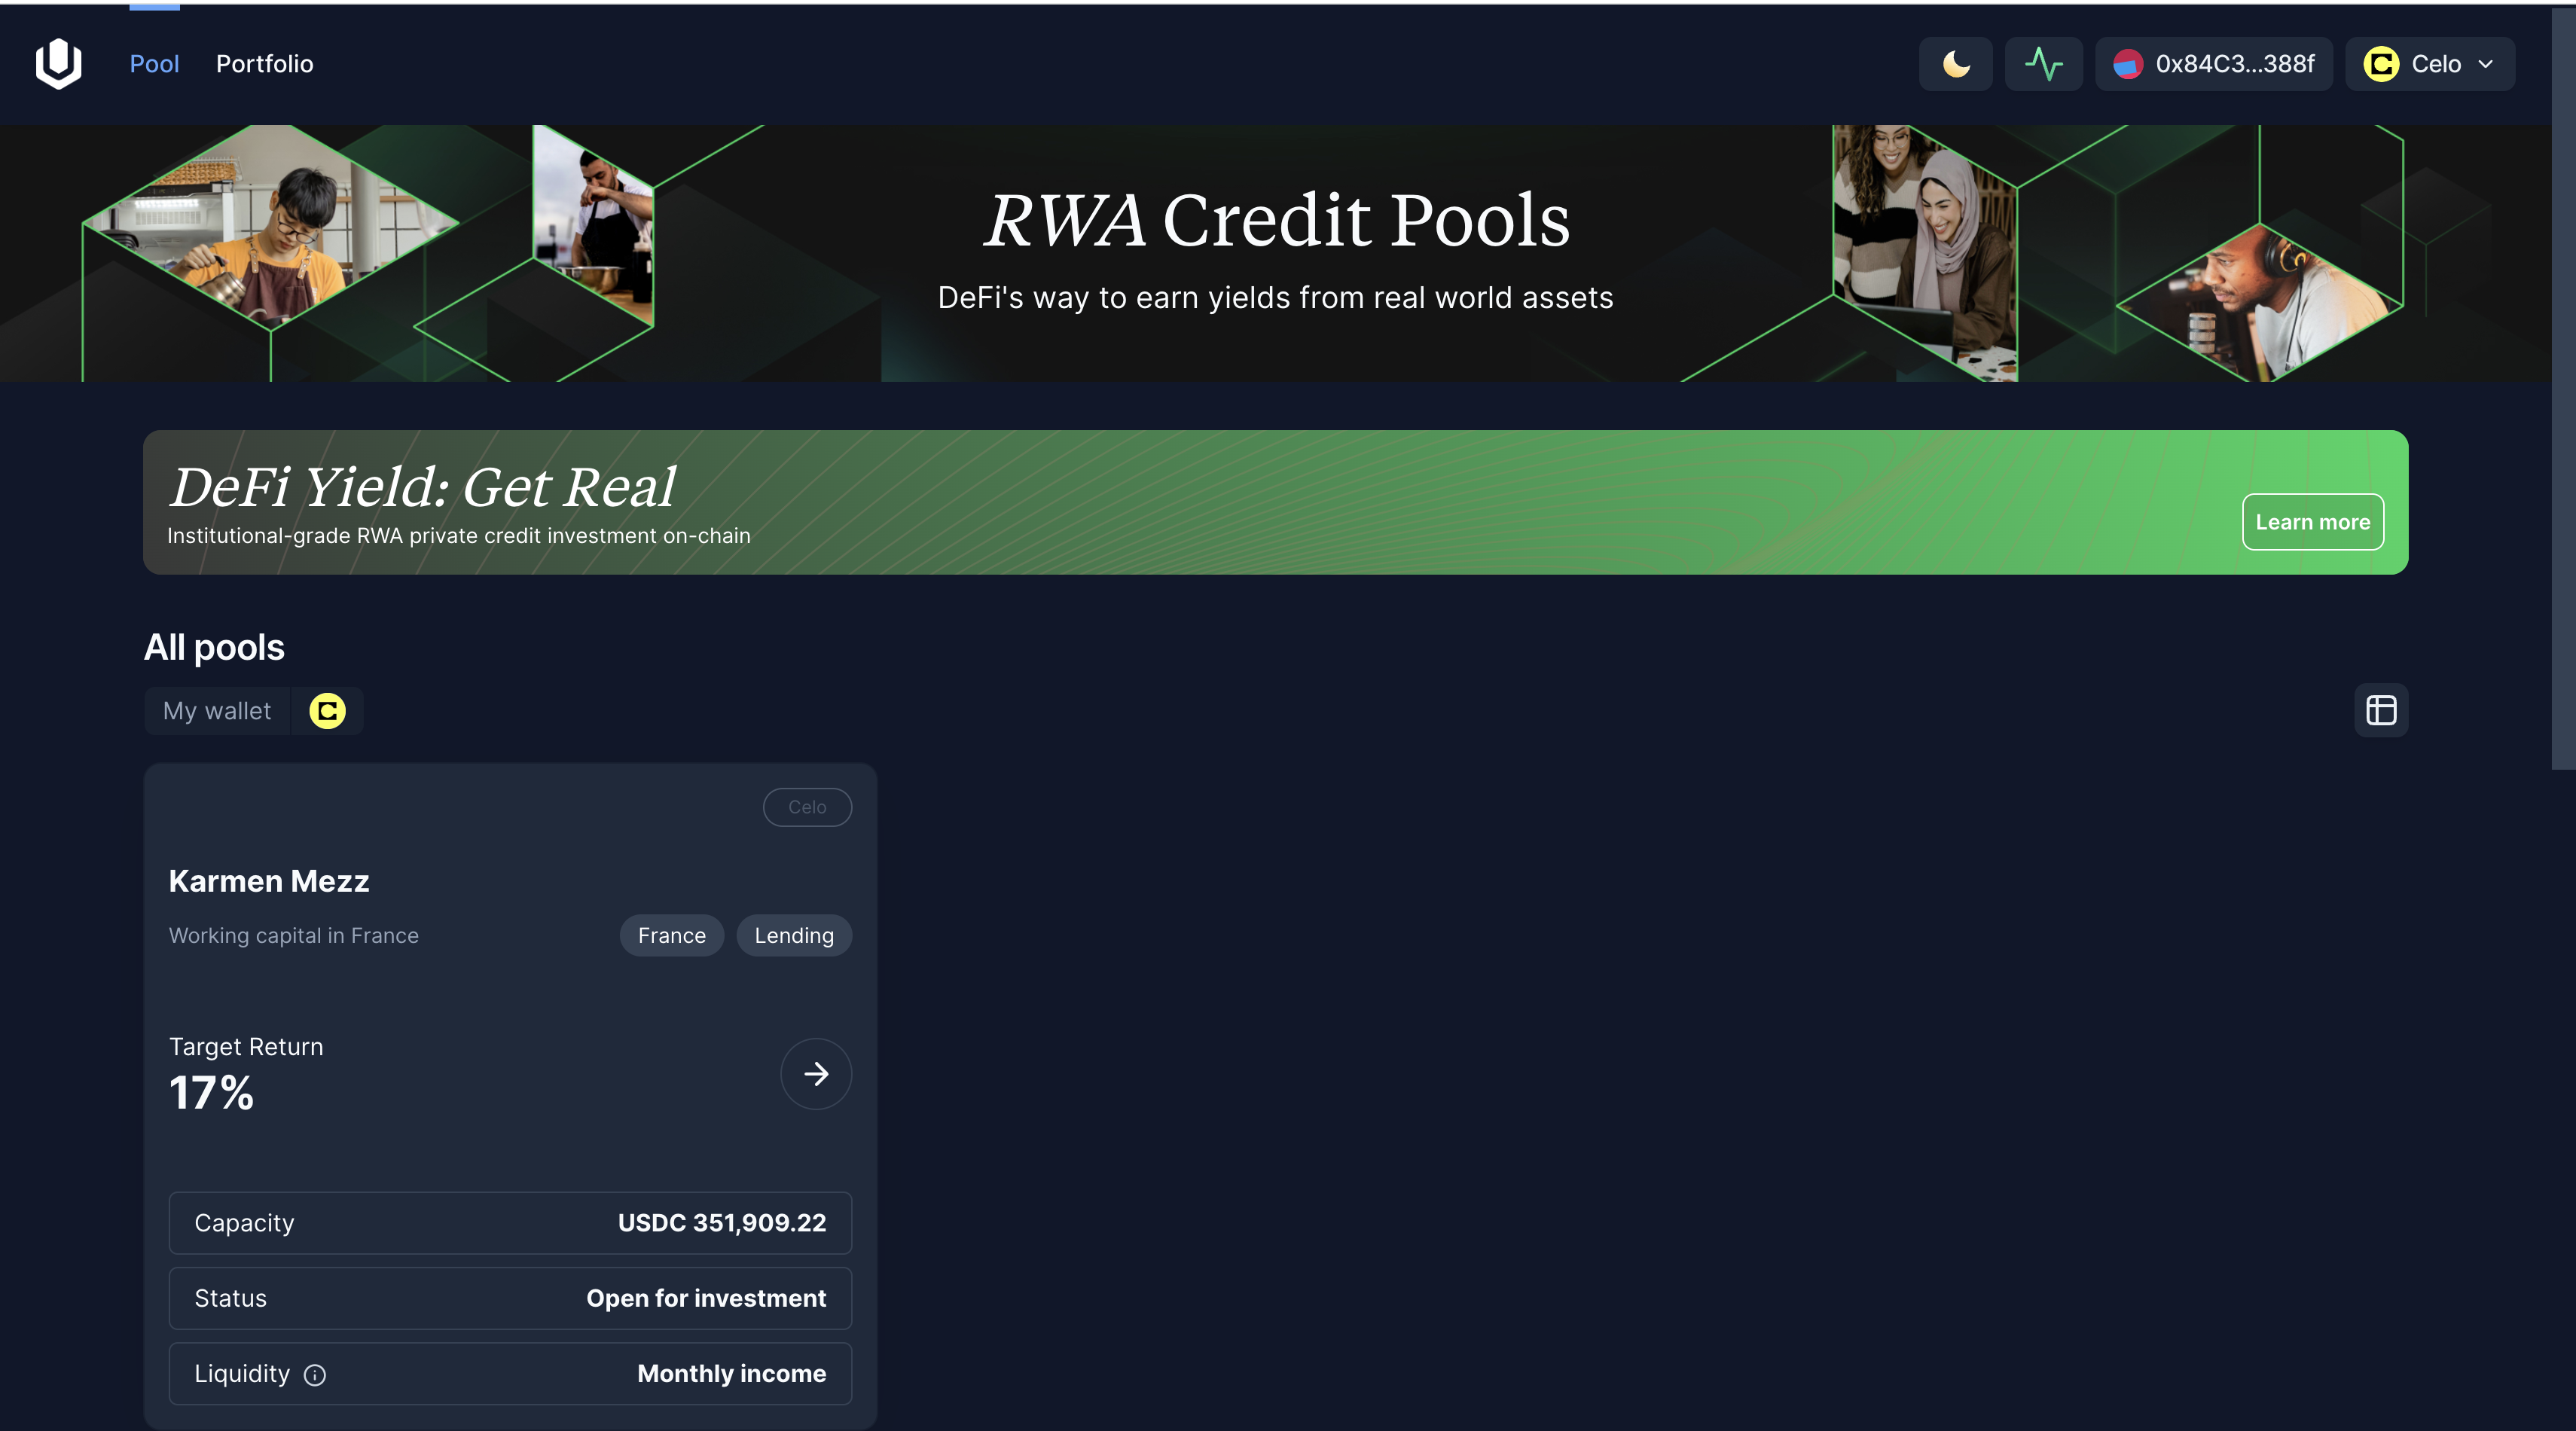 Pool
Portfolio
0x84C3...388f
Celo
RWA Credit Pools
DeFi's way to earn yields from real world assets
DeFi Yield: Get Real
Institutional-grade RWA private credit investment on-chain
Learn more
All pools
My wallet
Celo
Karmen Mezz
Working capital in France
France
Lending
Target Return
17%
Capacity
USDC 351,909.22
Status
Open for investment
Liquidity
Monthly income